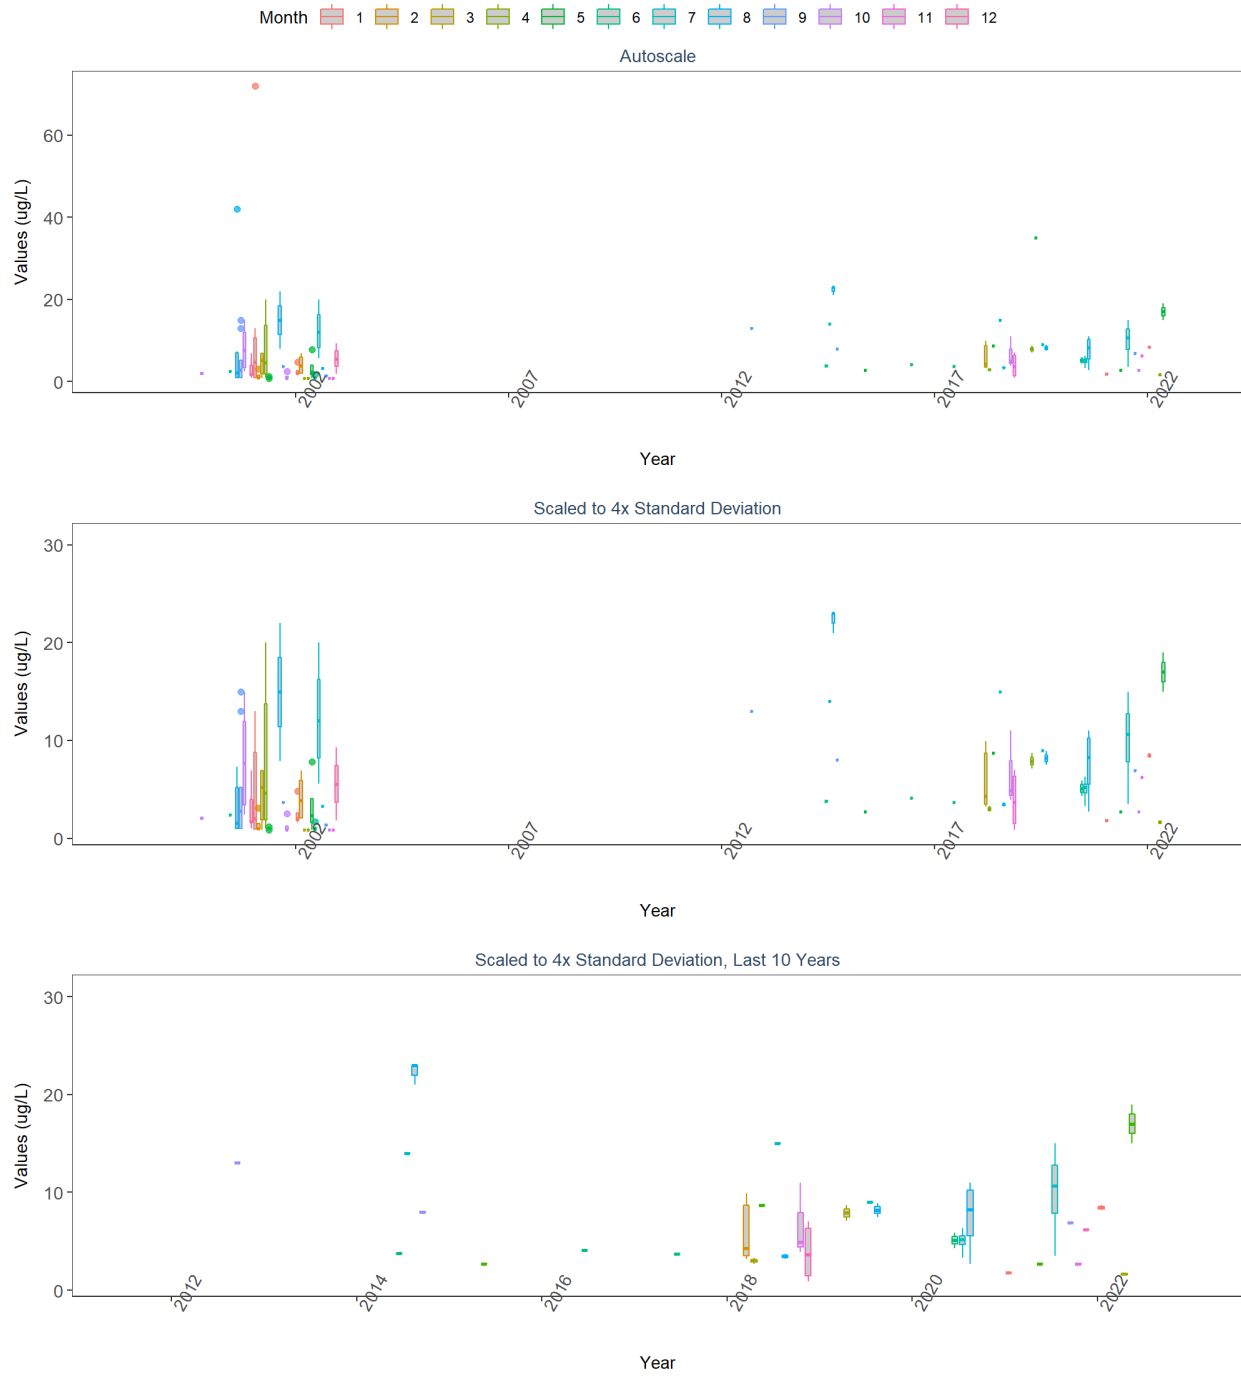 Month 1 2 3 4 5 6 7 8 9 10 11 12
Autoscale
Values (ug/L)
60
40
20
0
2002 2007 2012 2017 2022
Year
Scaled to 4x Standard Deviation
Values (ug/L)
30
20
10
0
2002 2007 2012 2017 2022
Year
Scaled to 4x Standard Deviation, Last 10 Years
Values (ug/L)
30
20
10
0
2012 2014 2016 2018 2020 2022
Year